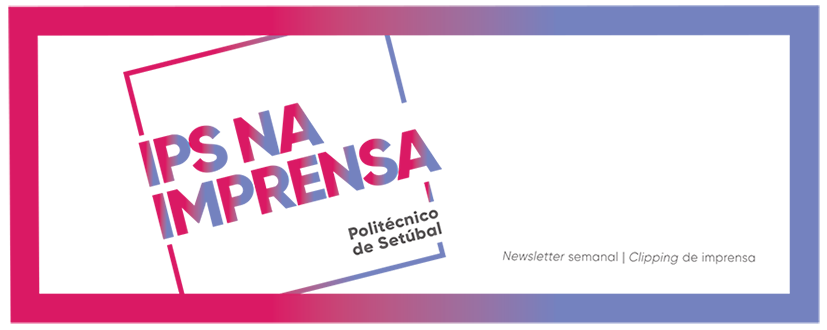 IPS NA
IMPRENSA
Politécnico
de Setúbal
Newsletter semanal | Clipping de imprensa